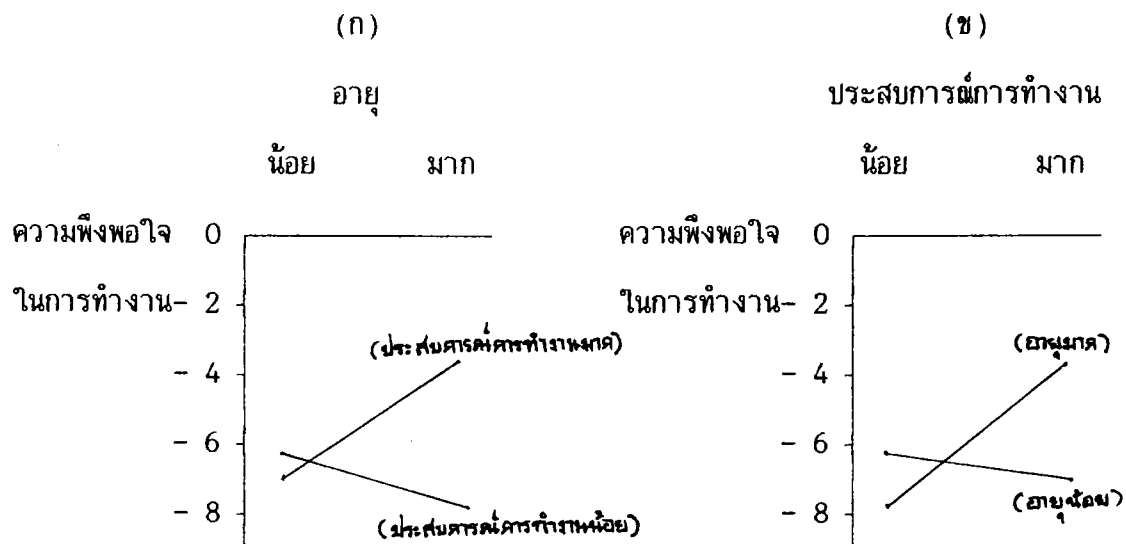 (ก)
อายุ
น้อย มาก
ความพึงพอใจ 0
ในการทำงาน- 2
(ประสบการณ์การทำงานมาก)
- 4
- 6
- 8
(ประสบการณ์การทำงานน้อย)
(ช)
ประสบการณ์การทำงาน
น้อย มาก
ความพึงพอใจ 0
ในการทำงาน- 2
(อายุมาก)
- 4
- 6
- 8
(อายุน้อย)